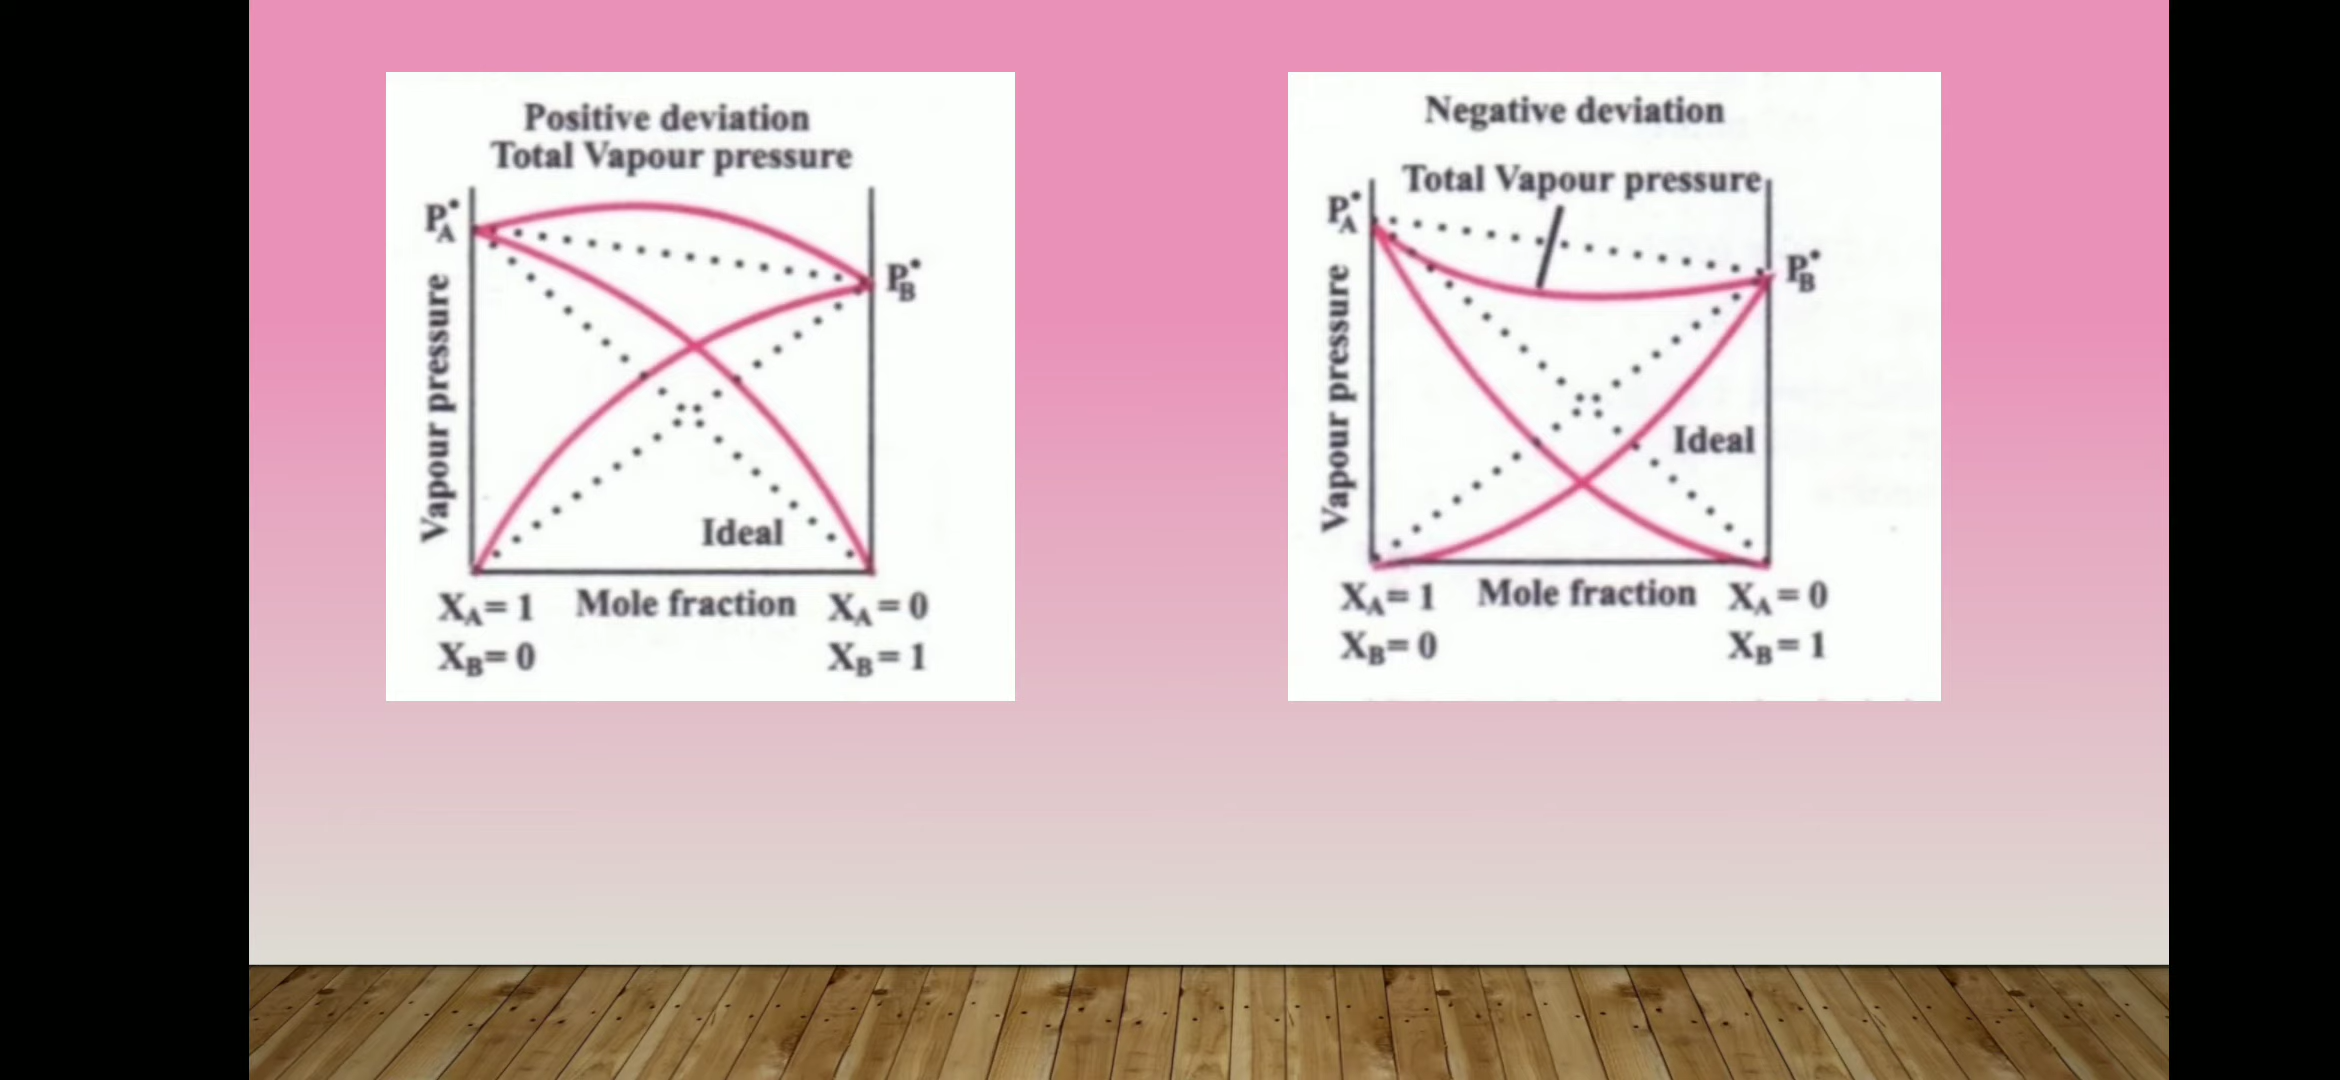 Positive deviation
Total Vapour pressure
P*A
P*B
Vapour pressure
Ideal
XA= 1 Mole fraction XA= 0
XB= 0 XB= 1
Negative deviation
Total Vapour pressure
P*A
P*B
Vapour pressure
Ideal
XA= 1 Mole fraction XA= 0
XB= 0 XB= 1